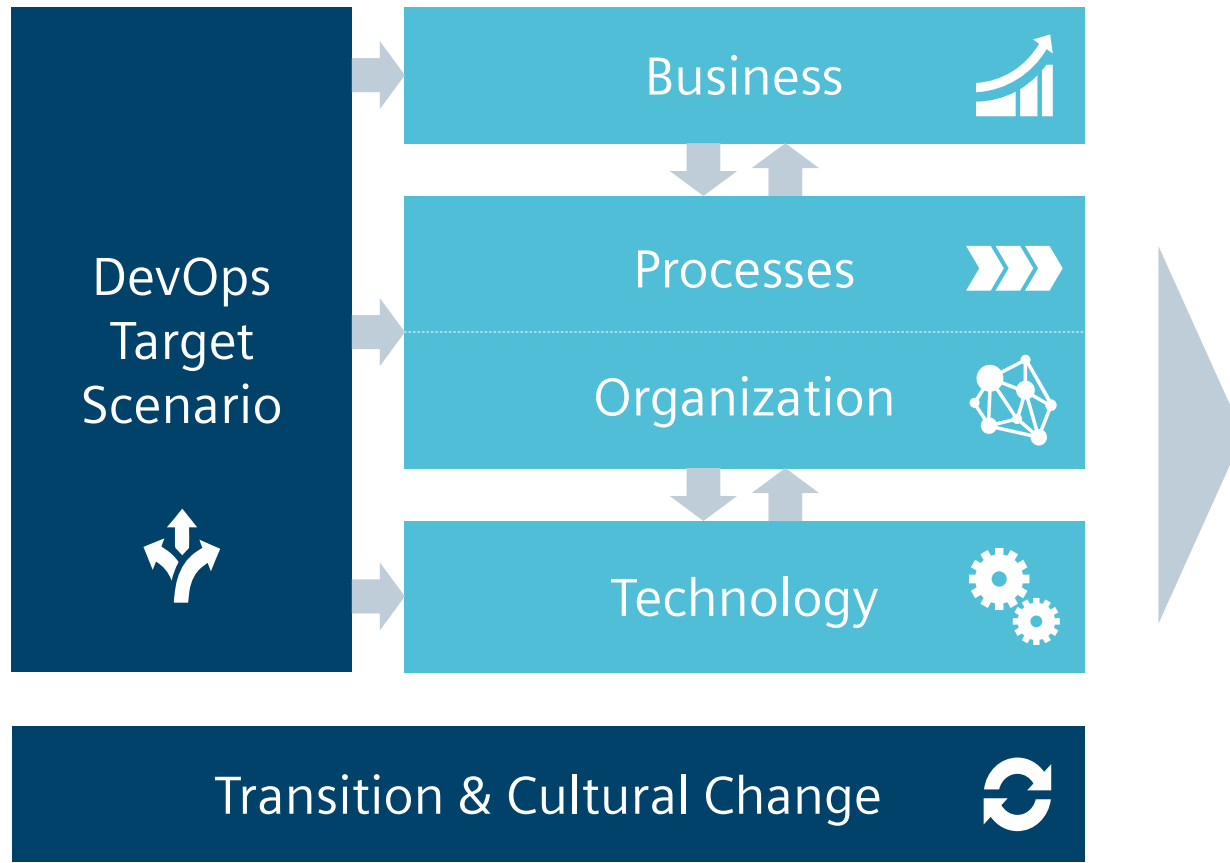 DevOps
Target
Scenario
Business
Processes
Organization
Technology
Transition & Cultural Change